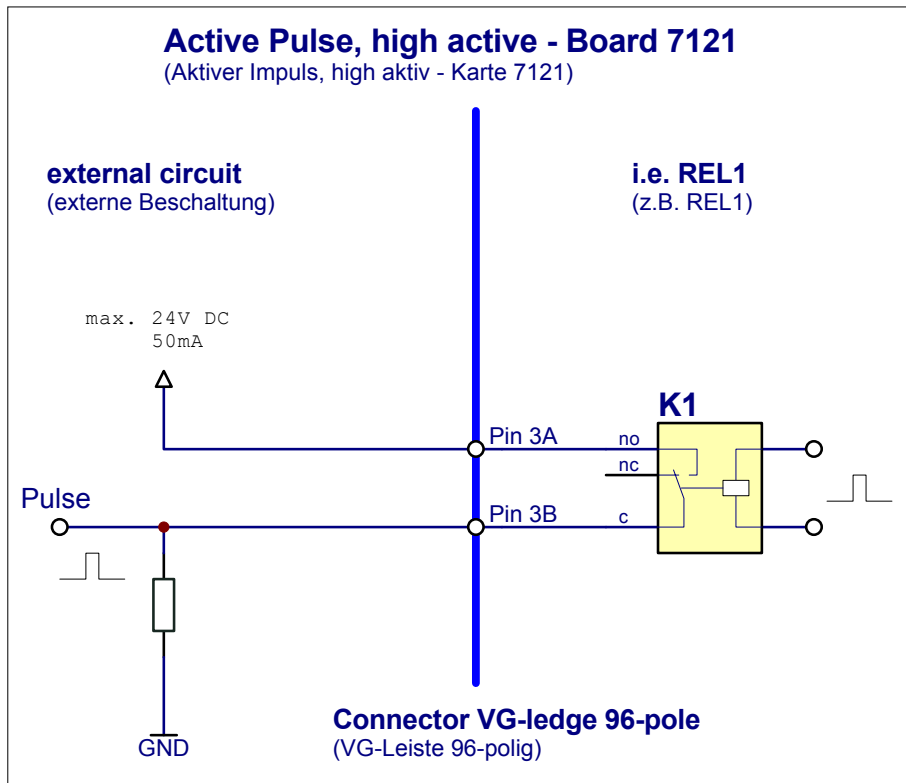 Active Pulse, high active - Board 7121
(Aktiver Impuls, high aktiv - Karte 7121)
external circuit
(externe Beschaltung)
i.e. REL1
(z.B. REL1)
max. 24V DC
50mA
K1
Pin 3A
no
nc
Pulse
Pin 3B
c
GND
Connector VG-ledge 96-pole
(VG-Leiste 96-polig)